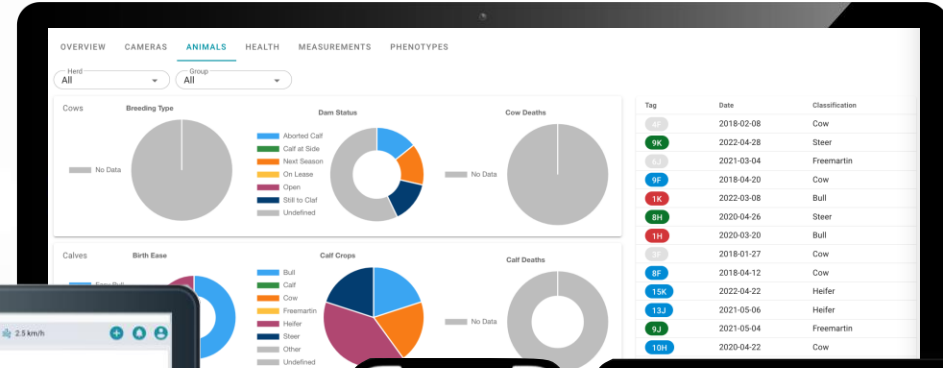 OVERVIEW CAMERAS ANIMALS HEALTH MEASUREMENTS PHENOTYPES
Herd
All
Group
All
Cows
Breeding Type
No Data
Dam Status
Aborted Calf
Calf at Side
Next Season
On Lease
Open
Still to Claf
Undefined
Cow Deaths
No Data
Calves
Birth Ease
Calf Crops
Bull
Calf
Cow
Freemartin
Heifer
Steer
Other
Undefined
Calf Deaths
No Data
Tag Date Classification
4F 2018-02-08 Cow
9K 2022-04-28 Steer
2021-03-04 Freemartin
9F 2018-04-20 Cow
1K 2022-03-08 Bull
8H 2020-04-26 Steer
1H 2020-03-20 Bull
2018-01-27 Cow
8F 2018-04-12 Cow
15K 2022-04-22 Heifer
13J 2021-05-06 Heifer
9J 2021-05-04 Freemartin
10H 2020-04-22 Cow
2.5 km/h